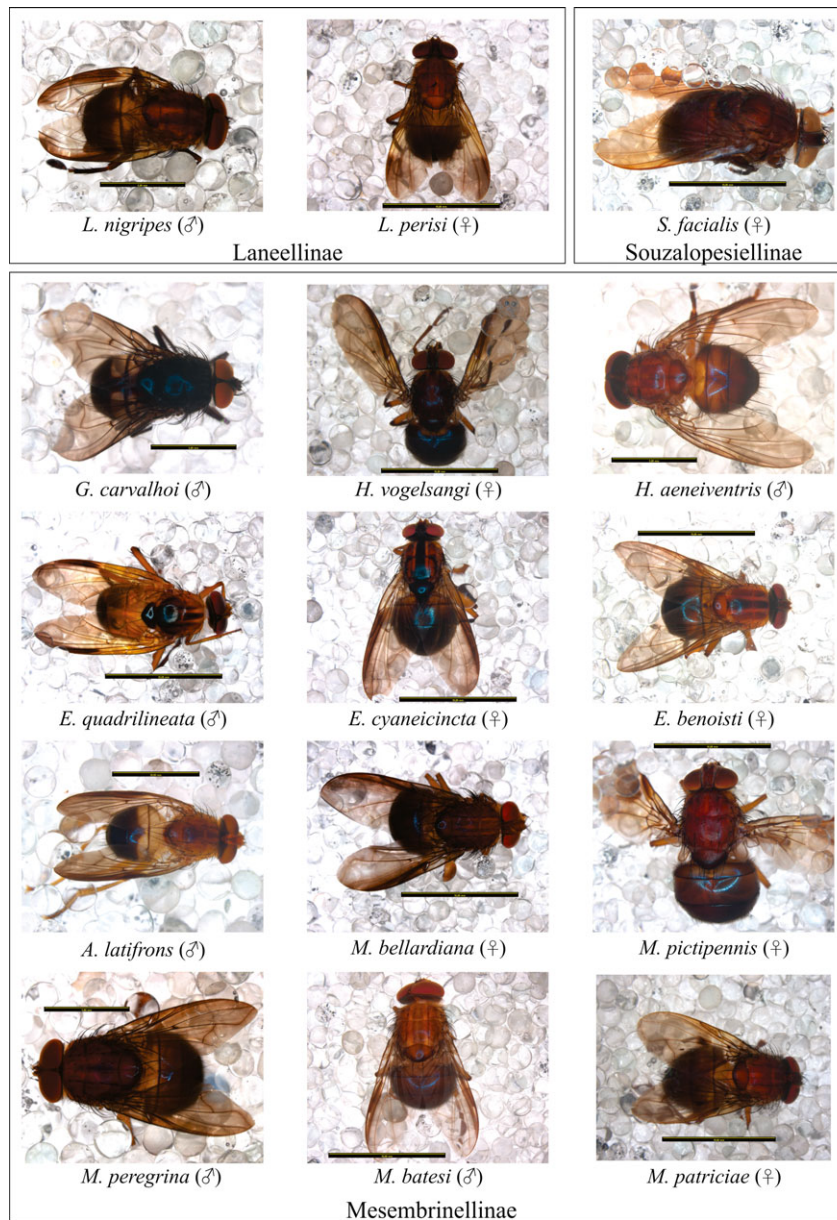 L. nigripes (♂)
L. perisi (♀)
Laneellinae
S. facialis (♀)
Souzalopesiellinae
G. carvalhoi (♂)
H. vogelsangi (♀)
H. aeneiventris (♂)
E. quadrilineata (♂)
E. cyaneicincta (♀)
E. benoisti (♀)
A. latifrons (♂)
M. bellardiana (♀)
M. pictipennis (♀)
M. peregrina (♂)
M. batesi (♂)
M. patriciae (♀)
Mesembrinellinae